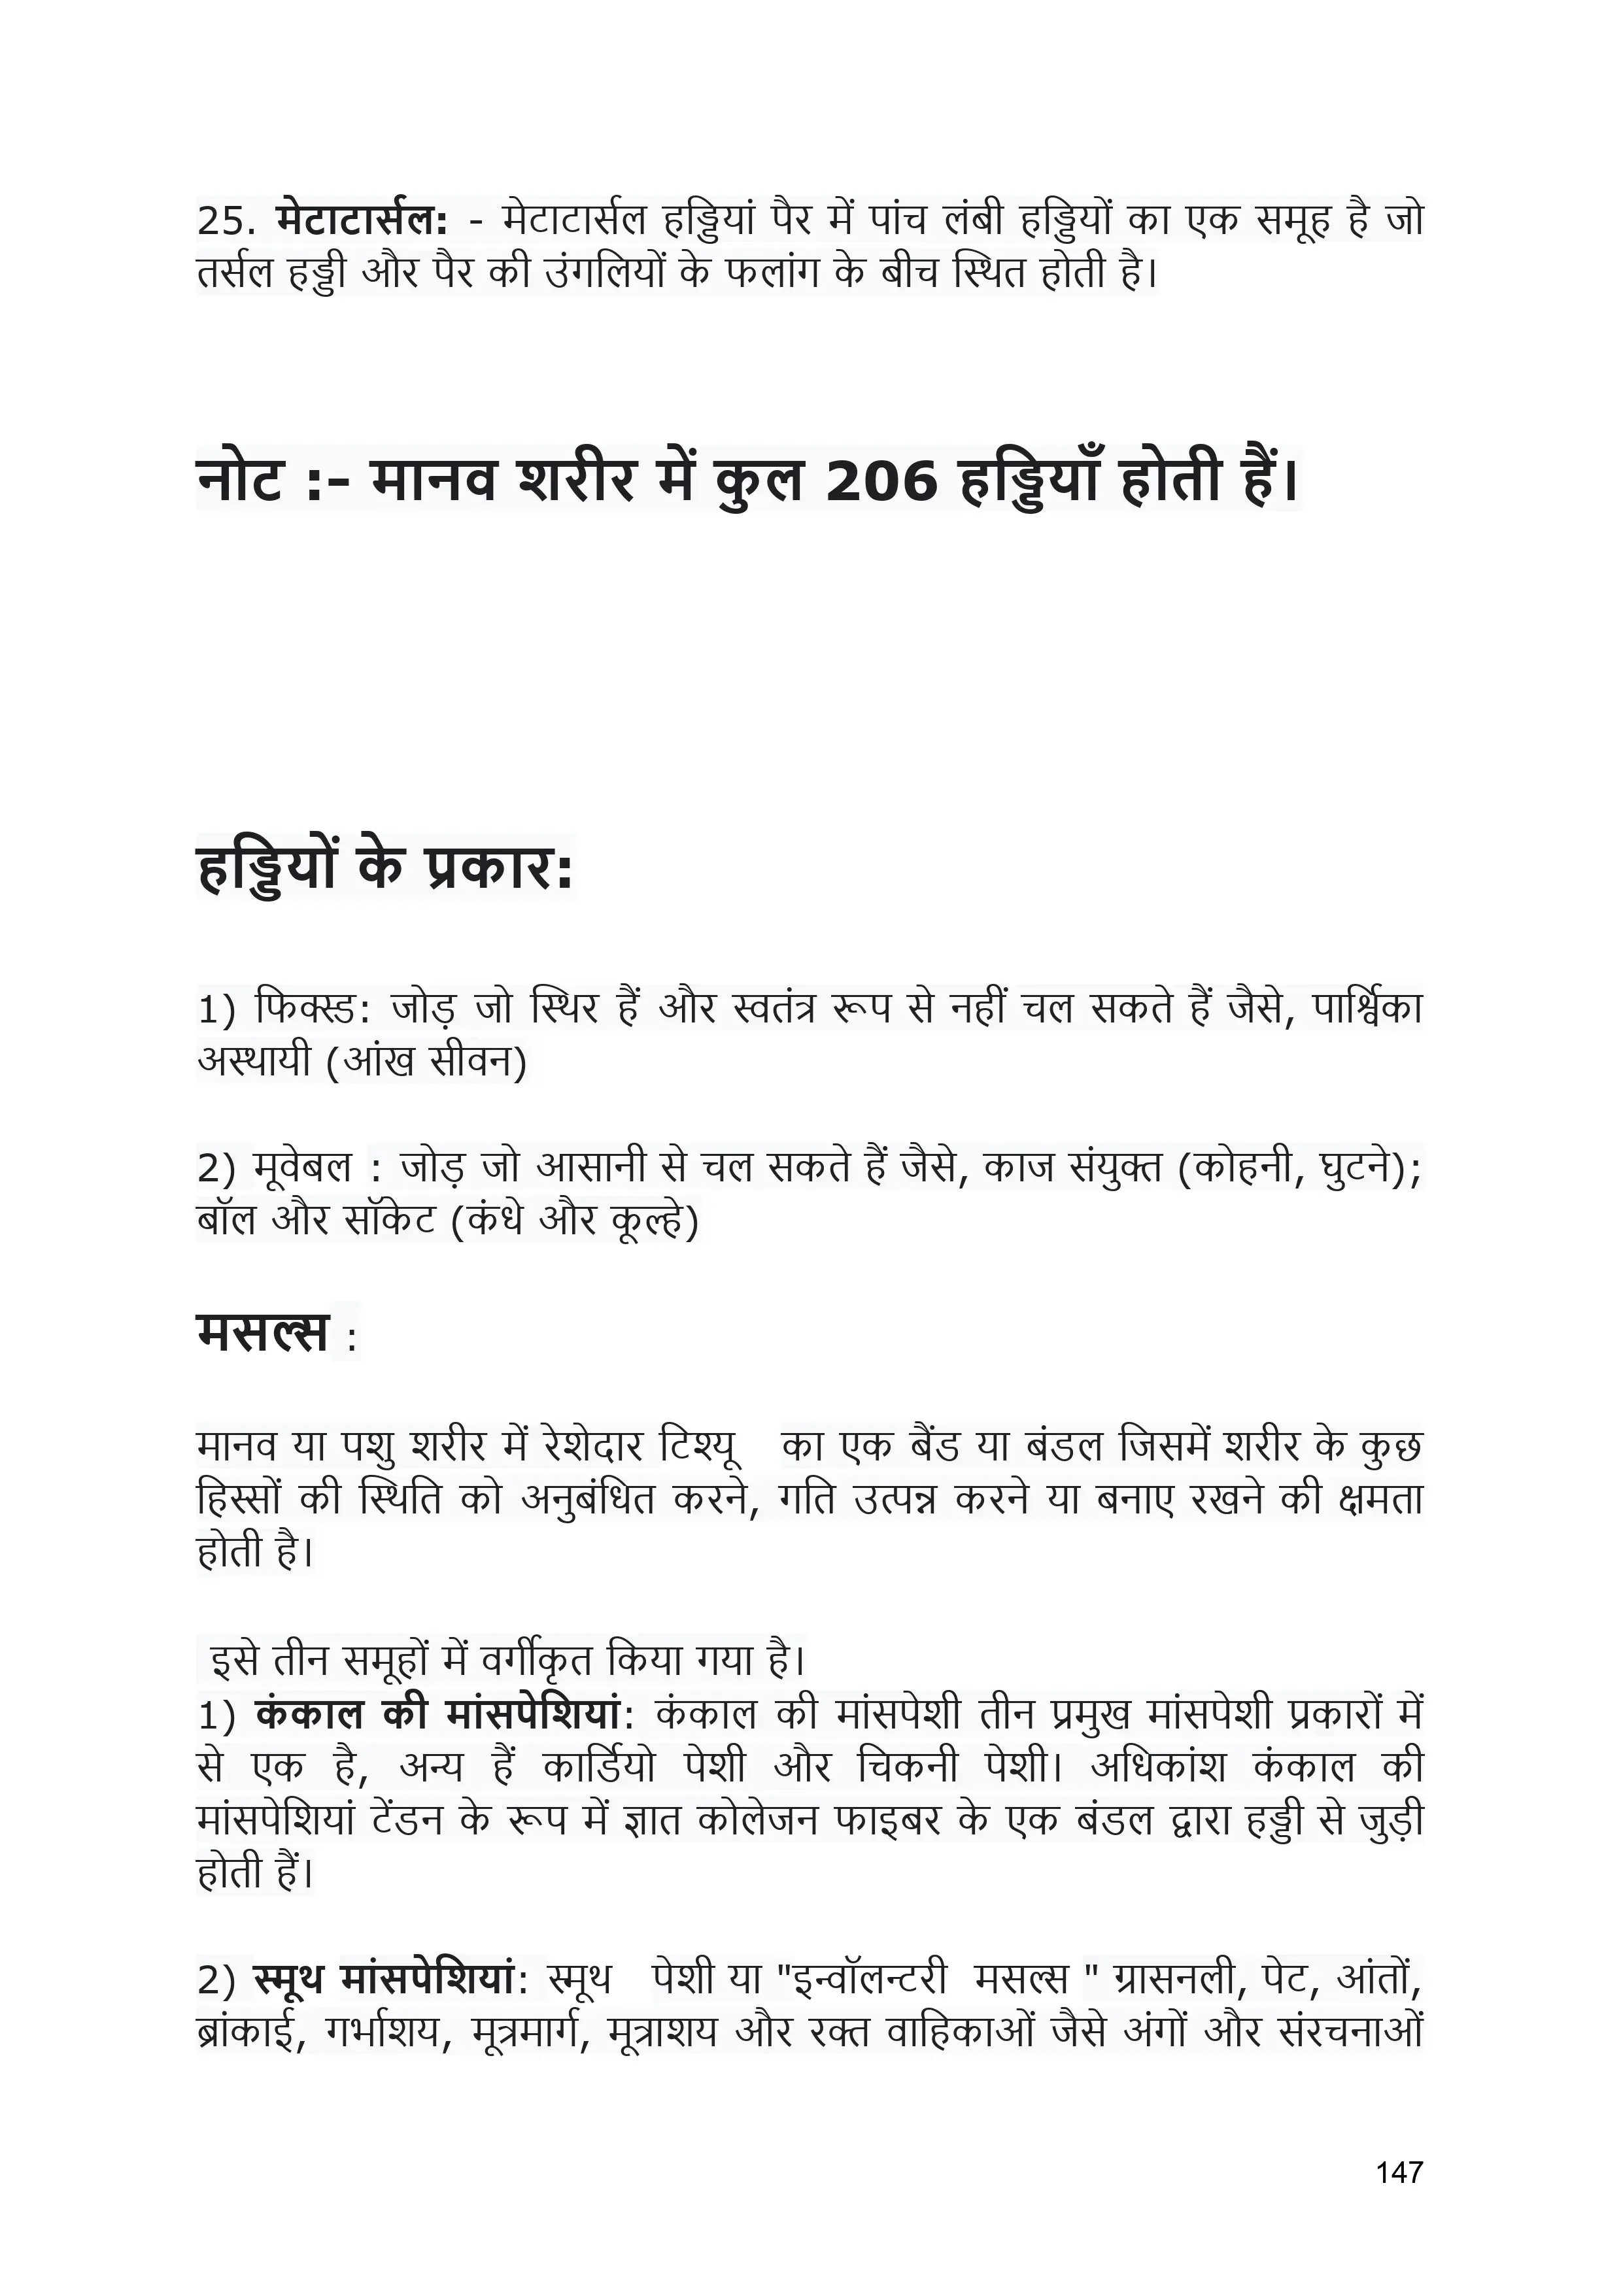 25. मेटाटार्सल: - मेटाटार्सल हड्डियां पैर में पांच लंबी हड्डियों का एक समूह है जो
तर्सल हड्डी और पैर की उंगलियों के फलांग के बीच स्थित होती है।
नोट :- मानव शरीर में कुल 206 हड्डियाँ होती हैं।
हड्डियों के प्रकार:
1) फिक्स्ड: जोड़ जो स्थिर हैं और स्वतंत्र रूप से नहीं चल सकते हैं जैसे, पार्श्विका
अस्थायी (आंख सीवन)
2) मूवेबल : जोड़ जो आसानी से चल सकते हैं जैसे, काज संयुक्त (कोहनी, घुटने);
बॉल और सॉकेट (कंधे और कूल्हे)
मसल्स :
मानव या पशु शरीर में रेशेदार टिश्यू का एक बैंड या बंडल जिसमें शरीर के कुछ
हिस्सों की स्थिति को अनुबंधित करने, गति उत्पन्न करने या बनाए रखने की क्षमता
होती है।
इसे तीन समूहों में वर्गीकृत किया गया है।
1) कंकाल की मांसपेशियां: कंकाल की मांसपेशी तीन प्रमुख मांसपेशी प्रकारों में
से एक है, अन्य हैं कार्डियो पेशी और चिकनी पेशी। अधिकांश कंकाल की
मांसपेशियां टेंडन के रूप में ज्ञात कोलेजन फाइबर के एक बंडल द्वारा हड्डी से जुड़ी
होती हैं।
2) स्मूथ मांसपेशियां: स्मूथ पेशी या "इन्वॉलन्टरी मसल्स " ग्रासनली, पेट, आंतों,
ब्रांकाई, गर्भाशय, मूत्रमार्ग, मूत्राशय और रक्त वाहिकाओं जैसे अंगों और संरचनाओं
147